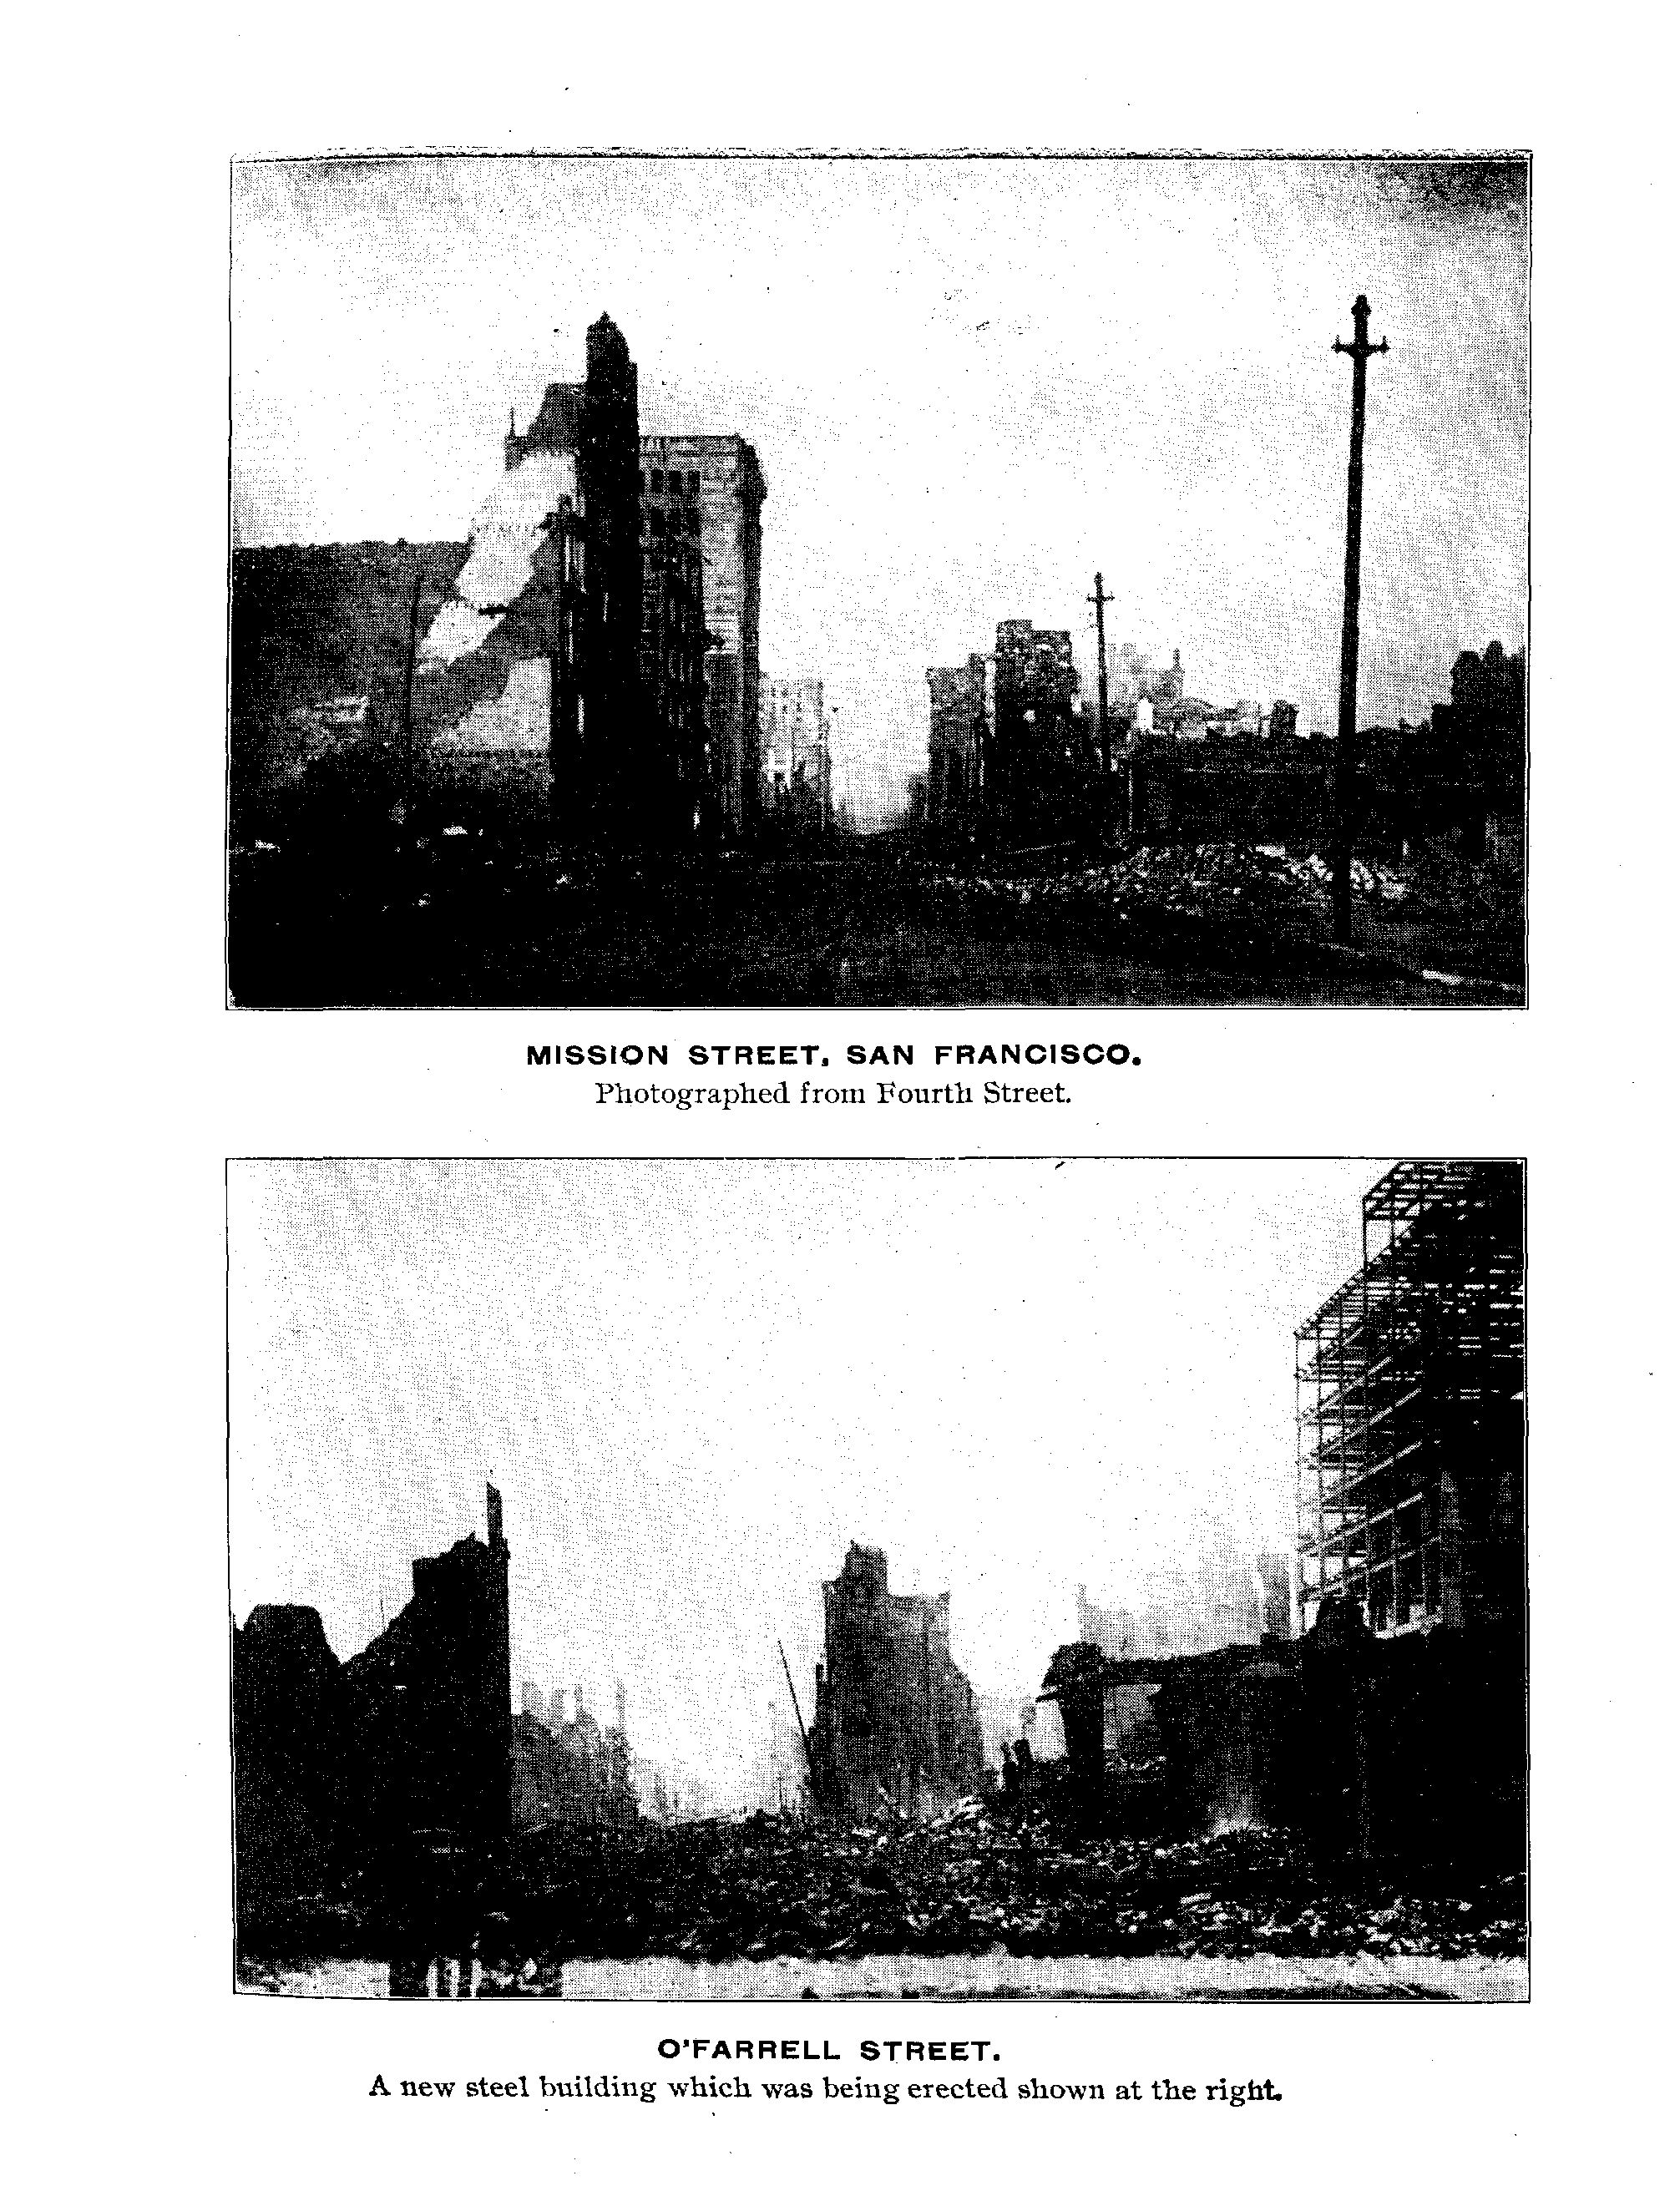 MISSION STREET, SAN FRANCISCO.
Photographed from Fourth Street.
O'FARRELL STREET.
A new steel building which was being erected shown at the right.